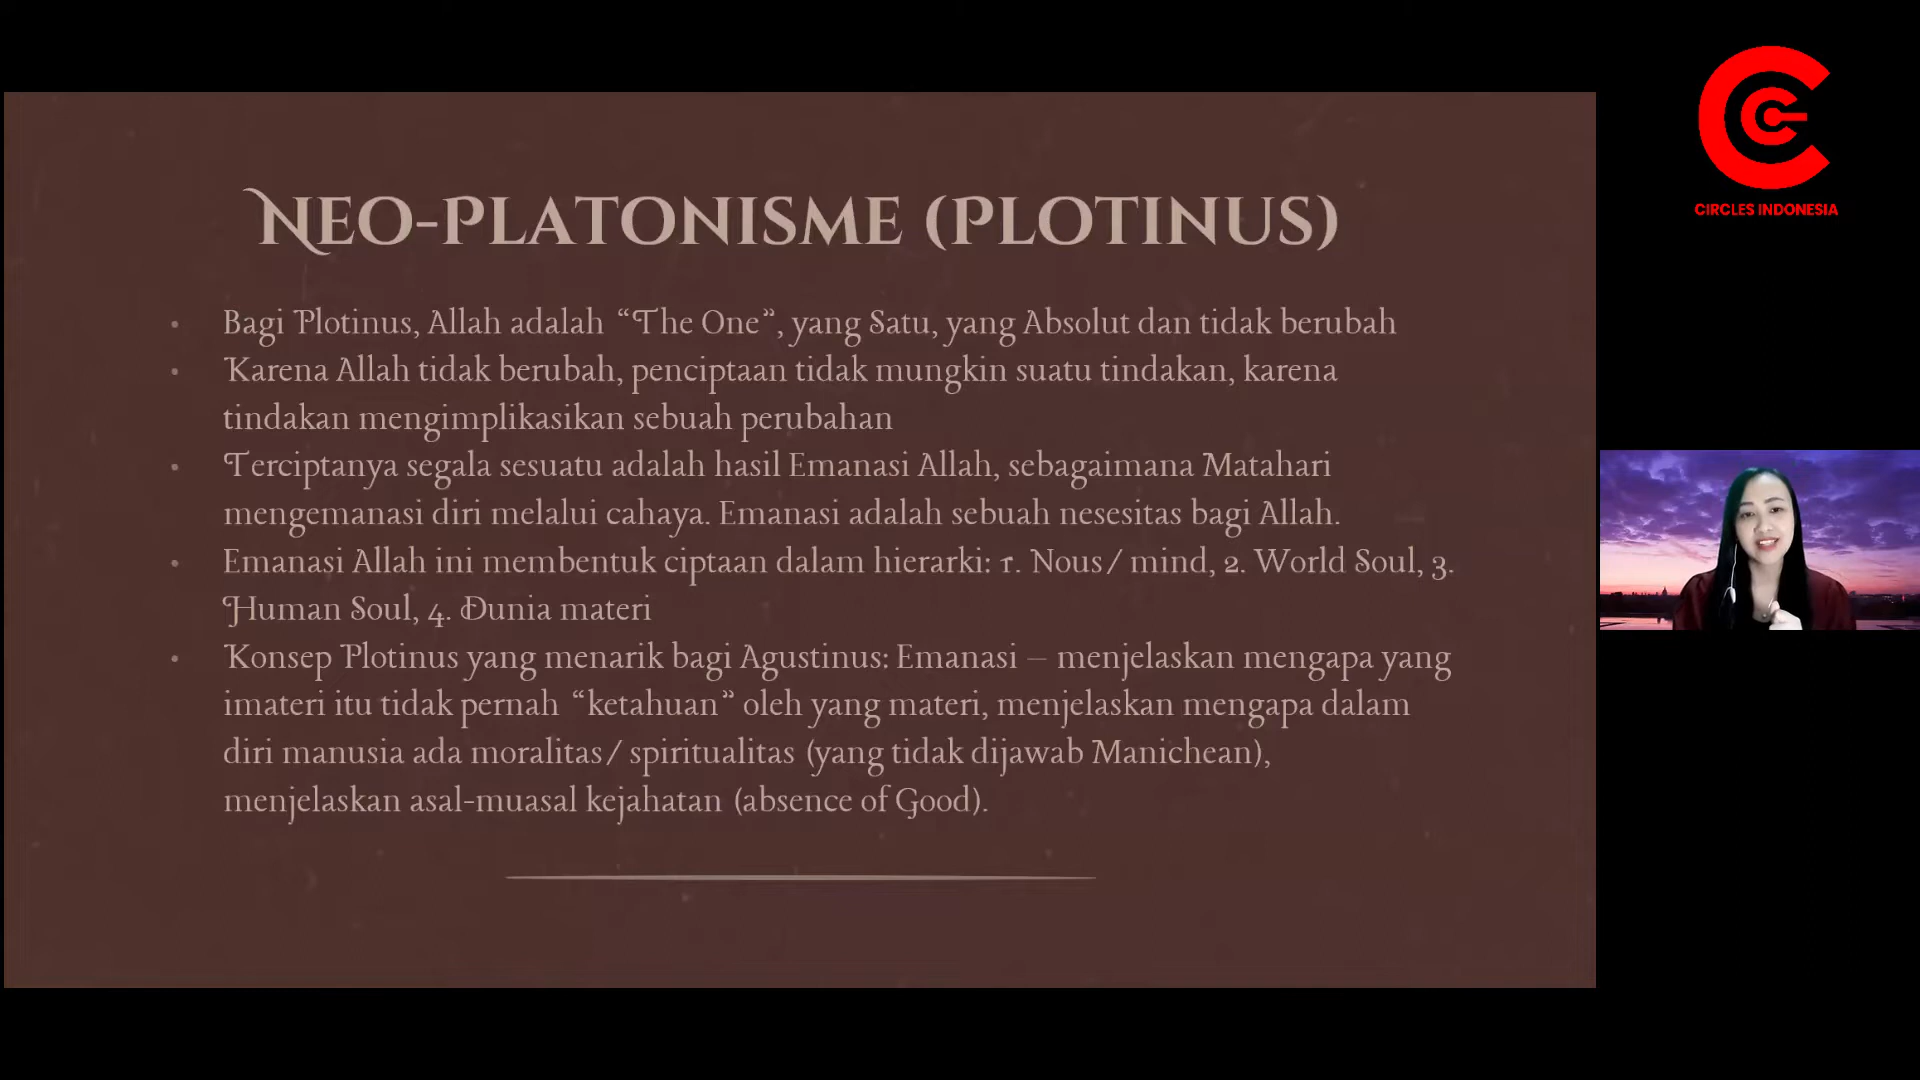 NEO-PLATONISME (PLOTINUS)
• Bagi Plotinus, Allah adalah “The One”, yang Satu, yang Absolut dan tidak berubah
• Karena Allah tidak berubah, penciptaan tidak mungkin suatu tindakan, karena
tindakan mengimplikasikan sebuah perubahan
• Terciptanya segala sesuatu adalah hasil Emanasi Allah, sebagaimana Matahari
mengemanasi diri melalui cahaya. Emanasi adalah sebuah nesesitas bagi Allah.
• Emanasi Allah ini membentuk ciptaan dalam hierarki: 1. Nous/ mind, 2. World Soul, 3.
Human Soul, 4. Dunia materi
• Konsep Plotinus yang menarik bagi Agustinus: Emanasi – menjelaskan mengapa yang
imateri itu tidak pernah “ketahuan” oleh yang materi, menjelaskan mengapa dalam
diri manusia ada moralitas/ spiritualitas (yang tidak dijawab Manichean),
menjelaskan asal-muasal kejahatan (absence of Good).
CIRCLES INDONESIA